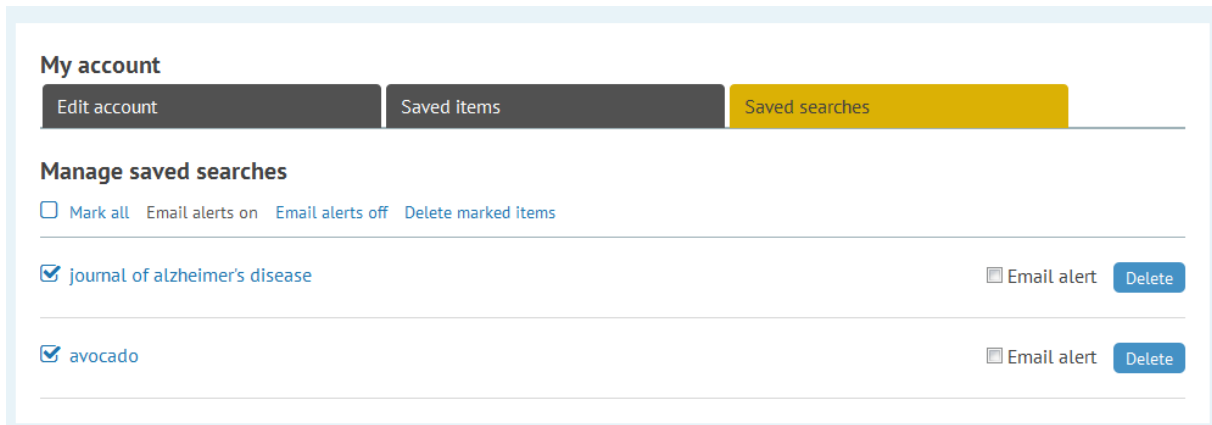 My account
Edit account Saved items Saved searches
Manage saved searches
Mark all Email alerts on Email alerts off Delete marked items
journal of alzheimer's disease Email alert Delete
avocado Email alert Delete